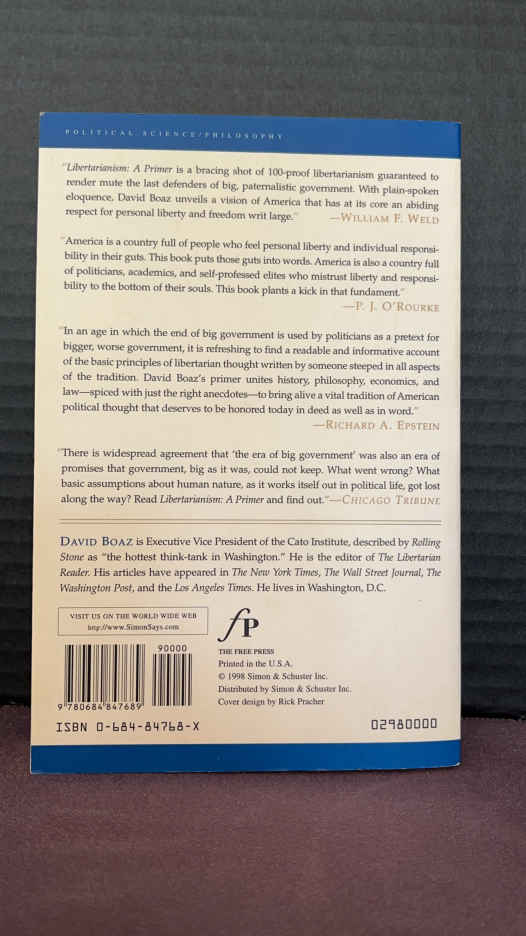 POLITICAL SCIENCE/PHILOSOPHY
"Libertarianism: A Primer is a bracing shot of 100-proof libertarianism guaranteed to
render mute the last defenders of big, paternalistic government. With plain-spoken
eloquence, David Boaz unveils a vision of America that has at its core an abiding
respect for personal liberty and freedom writ large." —WILLIAM F. WELD
"America is a country full of people who feel personal liberty and individual responsi-
bility in their guts. This book puts those guts into words. America is also a country full
of politicians, academics, and self-professed elites who mistrust liberty and responsi-
bility to the bottom of their souls. This book plants a kick in that fundament."
—P. J. O'ROURKE
"In an age in which the end of big government is used by politicians as a pretext for
bigger, worse government, it is refreshing to find a readable and informative account
of the basic principles of libertarian thought written by someone steeped in all aspects
of the tradition. David Boaz's primer unites history, philosophy, economics, and
law—spiced with just the right anecdotes—to bring alive a vital tradition of American
political thought that deserves to be honored today in deed as well as in word."
—RICHARD A. EPSTEIN
"There is widespread agreement that 'the era of big government' was also an era of
promises that government, big as it was, could not keep. What went wrong? What
basic assumptions about human nature, as it works itself out in political life, got lost
along the way? Read Libertarianism: A Primer and find out."—CHICAGO TRIBUNE
DAVID BOAZ is Executive Vice President of the Cato Institute, described by Rolling
Stone as "the hottest think-tank in Washington." He is the editor of The Libertarian
Reader. His articles have appeared in The New York Times, The Wall Street Journal, The
Washington Post, and the Los Angeles Times. He lives in Washington, D.C.
VISIT US ON THE WORLD WIDE WEB
http://www.SimonSays.com
90000
9 780684 847689
ISBN 0-684-84768-X
fP
THE FREE PRESS
Printed in the U.S.A.
© 1998 Simon & Schuster Inc.
Distributed by Simon & Schuster Inc.
Cover design by Rick Pracher
02980000